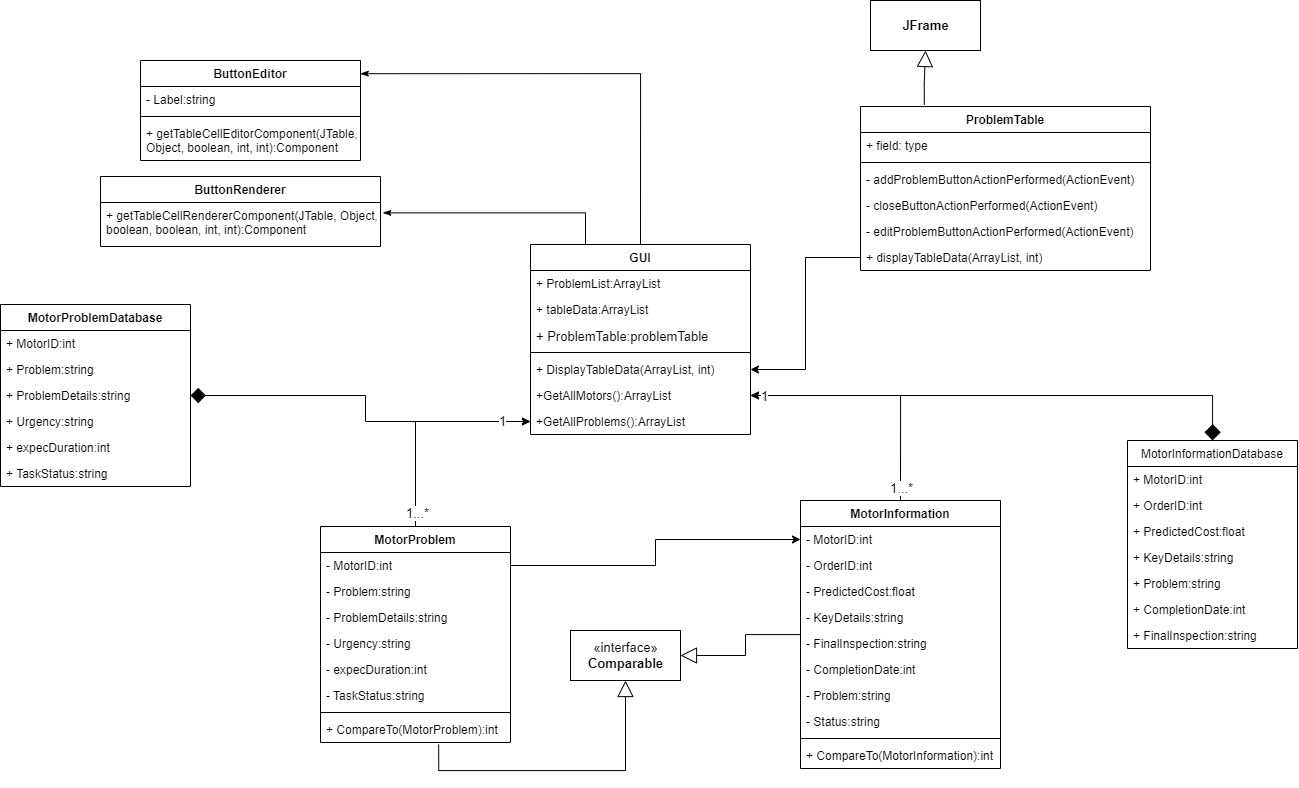 JFrame
ButtonEditor
- Label:string
+ getTableCellEditorComponent(JTable,
Object, boolean, int, int):Component
ButtonRenderer
+ getTableCellRendererComponent(JTable, Object,
boolean, boolean, int, int):Component
ProblemTable
+ field: type
- addProblemButtonActionPerformed(ActionEvent)
- closeButtonActionPerformed(ActionEvent)
- editProblemButtonActionPerformed(ActionEvent)
+ displayTableData(ArrayList, int)
GUI
+ ProblemList:ArrayList
+ tableData:ArrayList
+ ProblemTable:problemTable
+ DisplayTableData(ArrayList, int)
+GetAllMotors():ArrayList
+GetAllProblems():ArrayList
MotorProblemDatabase
+ MotorID:int
+ Problem:string
+ ProblemDetails:string
+ Urgency:string
+ expecDuration:int
+ TaskStatus:string
1
1
1...*
1...*
MotorInformationDatabase
+ MotorID:int
+ OrderID:int
+ PredictedCost:float
+ KeyDetails:string
+ Problem:string
+ CompletionDate:int
+ FinalInspection:string
MotorProblem
- MotorID:int
- Problem:string
- ProblemDetails:string
- Urgency:string
- expecDuration:int
- TaskStatus:string
+ CompareTo(MotorProblem):int
«interface»
Comparable
MotorInformation
- MotorID:int
- OrderID:int
- PredictedCost:float
- KeyDetails:string
- FinalInspection:string
- CompletionDate:int
- Problem:string
- Status:string
+ CompareTo(MotorInformation):int